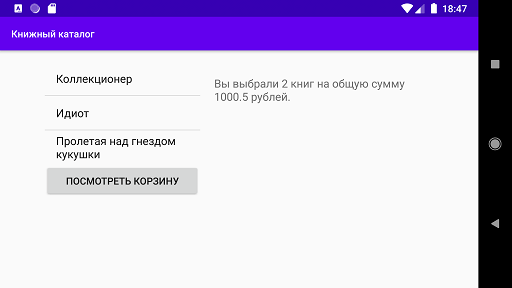 18:47
Книжный каталог
Коллекционер
Идиот
Пролетая над гнездом
кукушки
ПОСМОТРЕТЬ КОРЗИНУ
Вы выбрали 2 книг на общую сумму
1000.5 рублей.